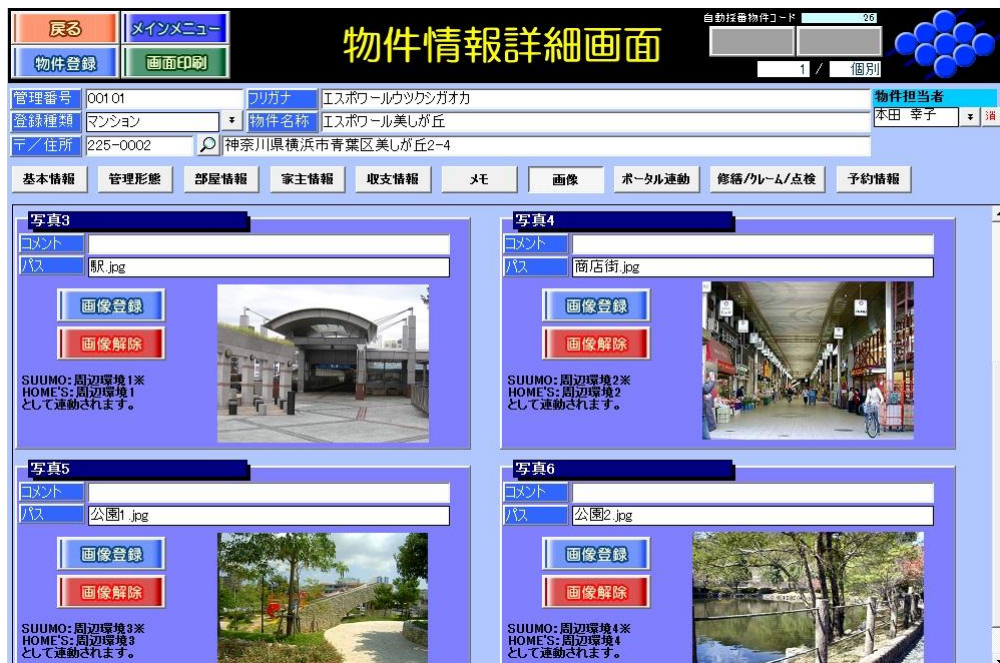 戻る
メインメニュー
物件登録
画面印刷
物件情報詳細画面
自動採番物件コード 26
1 / 個別
管理番号 00101
フリガナ エスポワールウツクシガオカ
物件担当者
登録種類 マンション
物件名称 エスポワール美しが丘
本田 幸子
消
〒/住所 225-0002 神奈川県横浜市青葉区美しが丘2-4
基本情報 管理形態 部屋情報 家主情報 収支情報 メモ 画像 ポータル連動 修繕/クレーム/点検 予約情報
写真3
コメント
パス 駅.jpg
画像登録
画像解除
SUUMO:周辺環境1※
HOME'S:周辺環境1
として連動されます。
写真4
コメント
パス 商店街.jpg
画像登録
画像解除
SUUMO:周辺環境2※
HOME'S:周辺環境2
として連動されます。
写真5
コメント
パス 公園1.jpg
画像登録
画像解除
SUUMO:周辺環境3※
HOME'S:周辺環境3
として連動されます。
写真6
コメント
パス 公園2.jpg
画像登録
画像解除
SUUMO:周辺環境4※
HOME'S:周辺環境4
として連動されます。